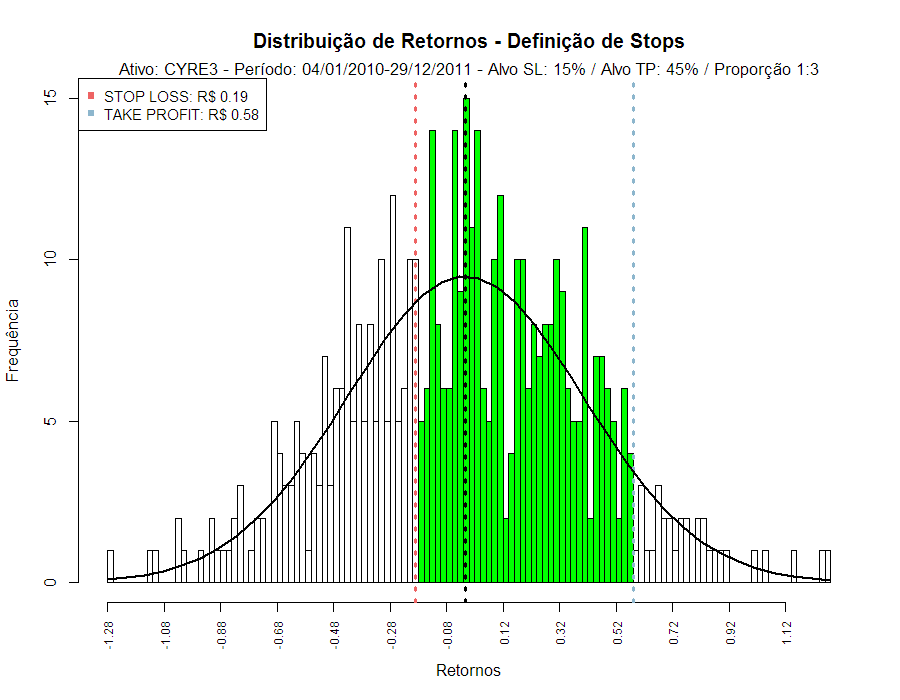 Distribuição de Retornos - Definição de Stops
Ativo: CYRE3 - Período: 04/01/2010-29/12/2011 - Alvo SL: 15% / Alvo TP: 45% / Proporção 1:3
STOP LOSS: R$ 0.19
TAKE PROFIT: R$ 0.58
Frequência
15
10
5
0
-1.28 -1.08 -0.88 -0.68 -0.48 -0.28 -0.08 0.12 0.32 0.52 0.72 0.92 1.12
Retornos